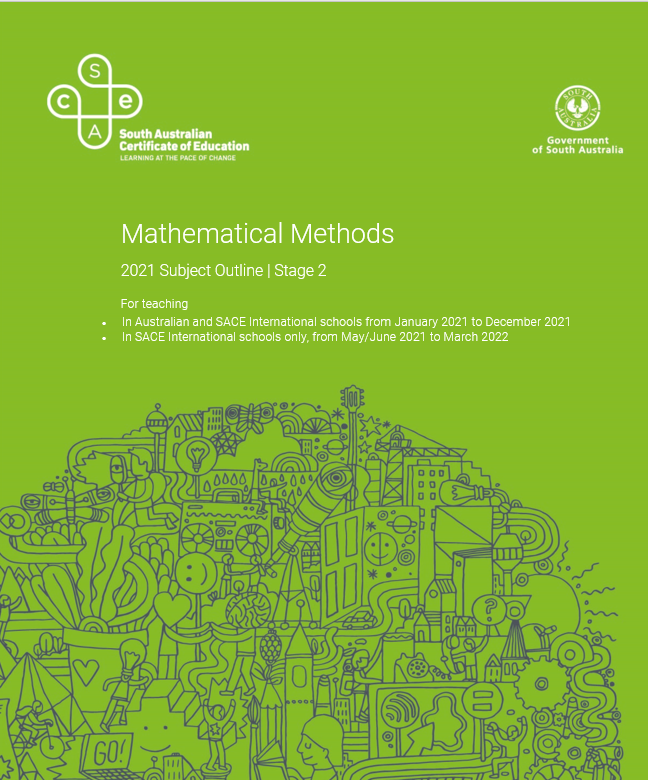 S
C e
A
South Australian
Certificate of Education
LEARNING AT THE PACE OF CHANGE
SOUTH AUSTRALIA
Government
of South Australia
Mathematical Methods
2021 Subject Outline | Stage 2
For teaching
• In Australian and SACE International schools from January 2021 to December 2021
• In SACE International schools only, from May/June 2021 to March 2022
?
=
GO!